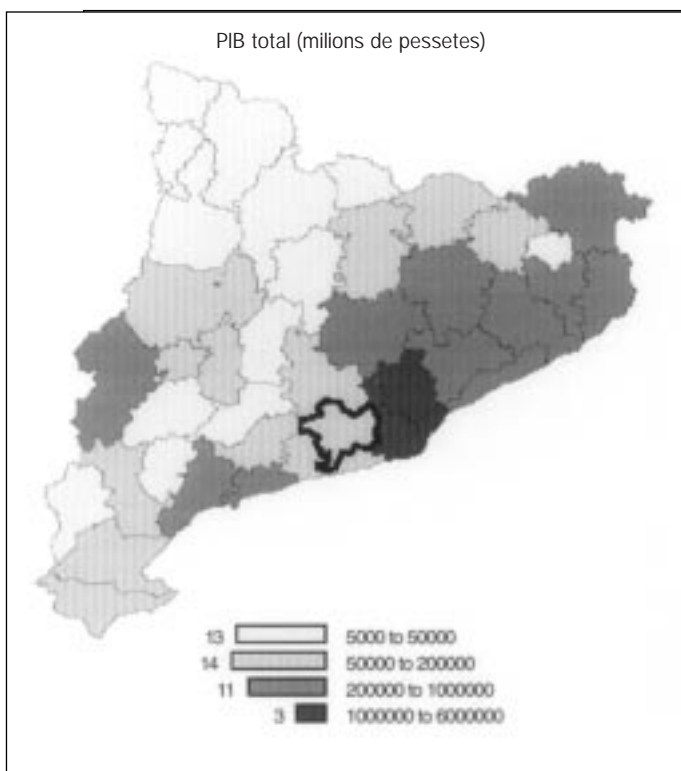 PIB total (milions de pessetes)
13 5000 to 50000
14 50000 to 200000
11 200000 to 1000000
3 1000000 to 6000000